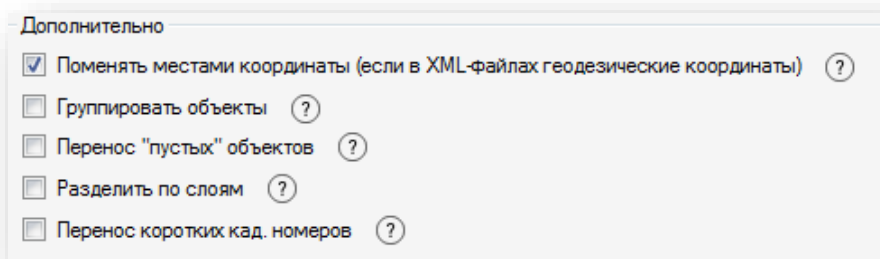 Дополнительно
Поменять местами координаты (если в XML-файлах геодезические координаты) ?
Группировать объекты ?
Перенос "пустых" объектов ?
Разделить по слоям ?
Перенос коротких кад. номеров ?